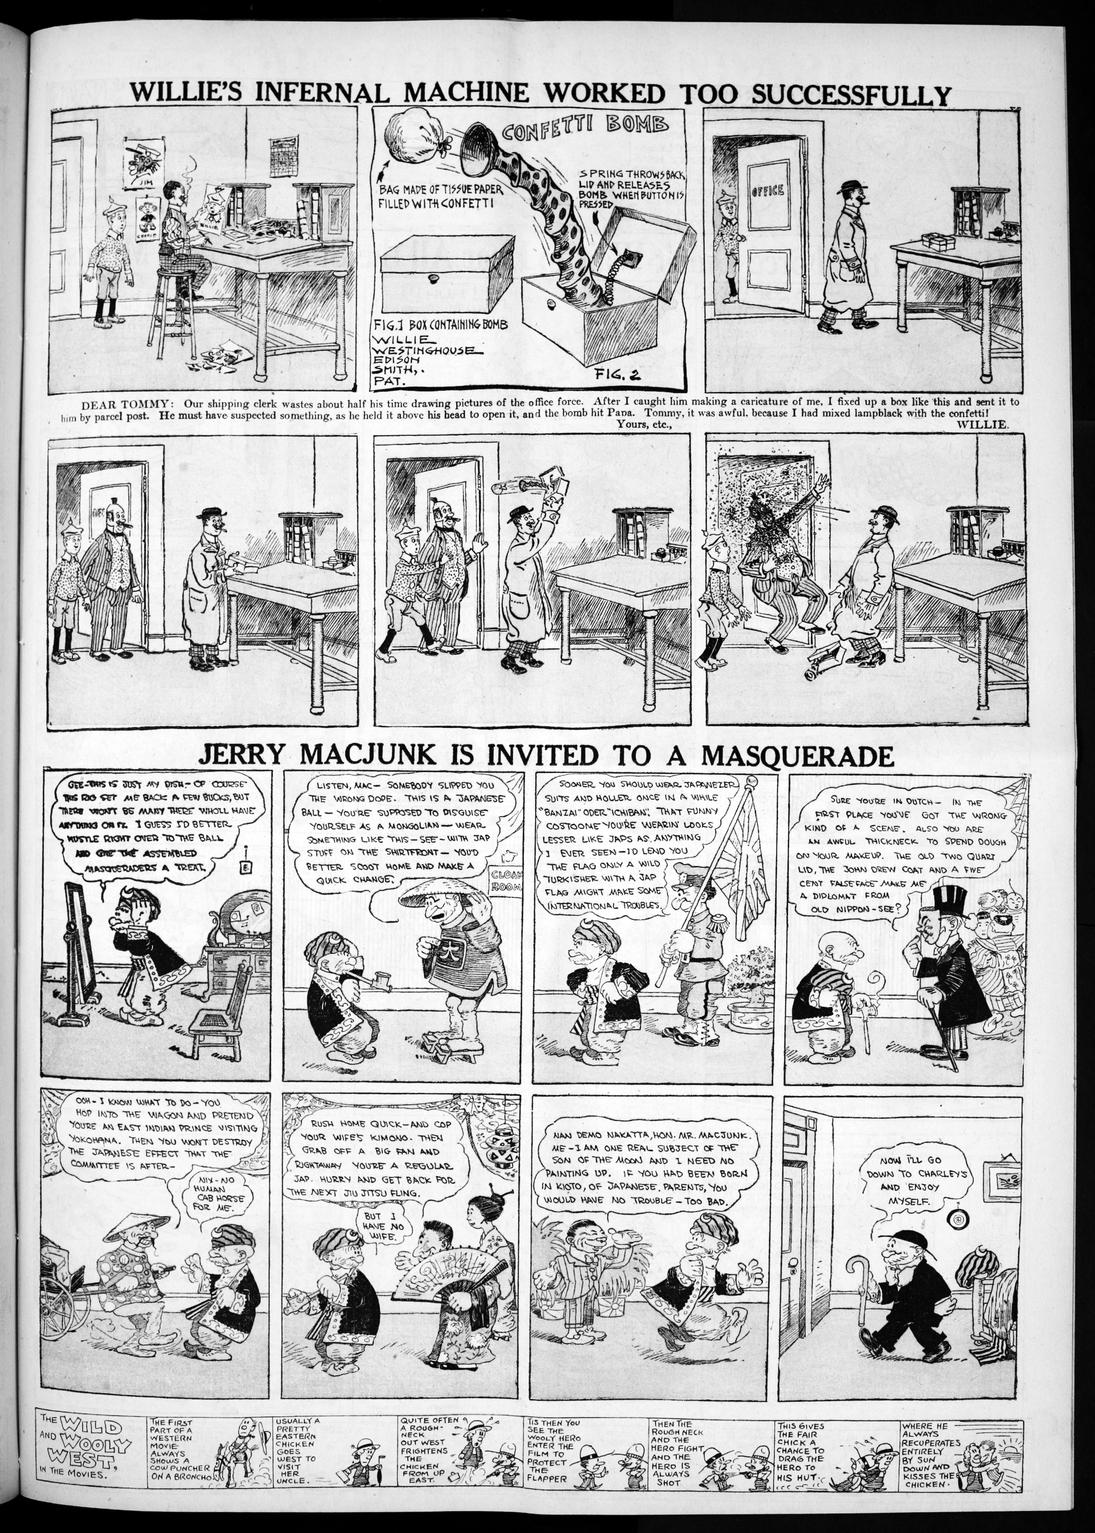 WILLIE'S INFERNAL MACHINE WORKED TOO SUCCESSFULLY
JIM
WILLIE
CONFETTI BOMB
BAG MADE OF TISSUE PAPER
FILLED WITH CONFETTI
SPRING THROWS BACK
LID AND RELEASES
BOMB WHEN BUTTON IS
PRESSED
FIG.1 BOX CONTAINING BOMB
WILLIE
WESTINGHOUSE
EDISON
SMITH,.
PAT.
FIG. 2
OFFICE
DEAR TOMMY: Our shipping clerk wastes about half his time drawing pictures of the office force. After I caught him making a caricature of me, I fixed up a box like this and sent it to
him by parcel post. He must have suspected something, as he held it above his head to open it, and the bomb hit Papa. Tommy, it was awful, because I had mixed lampblack with the confetti!
Yours, etc., WILLIE.
JERRY MACJUNK IS INVITED TO A MASQUERADE
GEE-THIS IS JUST MY DISH- OF COURSE
THIS RIG SET ME BACK A FEW BUCKS, BUT
THERE WON'T BE MANY THERE WHO'LL HAVE
ANYTHING ON IT. I GUESS I'D BETTER
HUSTLE RIGHT OVER TO THE BALL
AND GIVE THE ASSEMBLED
MASQUERADERS A TREAT.
LISTEN, MAC- SOMEBODY SLIPPED YOU
THE WRONG DOPE. THIS IS A JAPANESE
BALL - YOU'RE SUPPOSED TO DISGUISE
YOURSELF AS A MONGOLIAN - WEAR
SOMETHING LIKE THIS - SEE - WITH JAP
STUFF ON THE SHIRTFRONT - YOU'D
BETTER SCOOT HOME AND MAKE A
QUICK CHANGE.
CLOAK
ROOM
SOONER YOU SHOULD WEAR JAPANEZER
SUITS AND HOLLER ONCE IN A WHILE
"BANZAI" ODER "ICHIBAN". THAT FUNNY
COSTOONE YOU'RE WEARIN' LOOKS
LESSER LIKE JAPS AS ANYTHING
I EVER SEEN - I'D LEND YOU
THE FLAG ONLY A WILD
TURKISHER WITH A JAP
FLAG MIGHT MAKE SOME
INTERNATIONAL TROUBLES.
SURE YOU'RE IN DUTCH - IN THE
FIRST PLACE YOU'VE GOT THE WRONG
KIND OF A SCENE. ALSO YOU ARE
AN AWFUL THICKNECK TO SPEND DOUGH
ON YOUR MAKEUP. THE OLD TWO QUART
LID, THE JOHN DREW COAT AND A FIVE
CENT FALSEFACE MAKE ME
A DIPLOMAT FROM
OLD NIPPON - SEE?
OOH - I KNOW WHAT TO DO - YOU
HOP INTO THE WAGON AND PRETEND
YOU'RE AN EAST INDIAN PRINCE VISITING
YOKOHAMA. THEN YOU WON'T DESTROY
THE JAPANESE EFFECT THAT THE
COMMITTEE IS AFTER -
NIX - NO
HUMAN
CAB HORSE
FOR ME.
RUSH HOME QUICK - AND COP
YOUR WIFE'S KIMONO. THEN
GRAB OFF A BIG FAN AND
RIGHTAWAY YOU'RE A REGULAR
JAP. HURRY AND GET BACK FOR
THE NEXT JIU JITSU FLING.
BUT I
HAVE NO
WIFE.
NAN DEMO NAKATTA, HON. MR. MACJUNK.
ME - I AM ONE REAL SUBJECT OF THE
SON OF THE MOON AND I NEED NO
PAINTING UP. IF YOU HAD BEEN BORN
IN KIOTO, OF JAPANESE PARENTS, YOU
WOULD HAVE NO TROUBLE - TOO BAD.
NOW I'LL GO
DOWN TO CHARLEY'S
AND ENJOY
MYSELF.
THE WILD
AND WOOLY
WEST,
IN THE MOVIES.
THE FIRST
PART OF A
WESTERN
MOVIE
ALWAYS
SHOWS A
COW PUNCHER
ON A BRONCHO
USUALLY A
PRETTY
EASTERN
CHICKEN
GOES
WEST TO
VISIT
HER
UNCLE.
QUITE OFTEN
A ROUGH-
NECK
OUT WEST
FRIGHTENS
THE
CHICKEN
FROM UP
EAST.
TIS THEN YOU
SEE THE
WOOLY HERO
ENTER THE
FILM TO
PROTECT
THE
FLAPPER
THEN THE
ROUGH NECK
AND THE
HERO FIGHT
AND THE
HERO IS
ALWAYS
SHOT
THIS GIVES
THE FAIR
CHICK A
CHANCE TO
DRAG THE
HERO TO
HIS HUT.
WHERE HE
ALWAYS
RECUPERATES
ENTIRELY
BY SUN
DOWN AND
KISSES THE
CHICKEN.